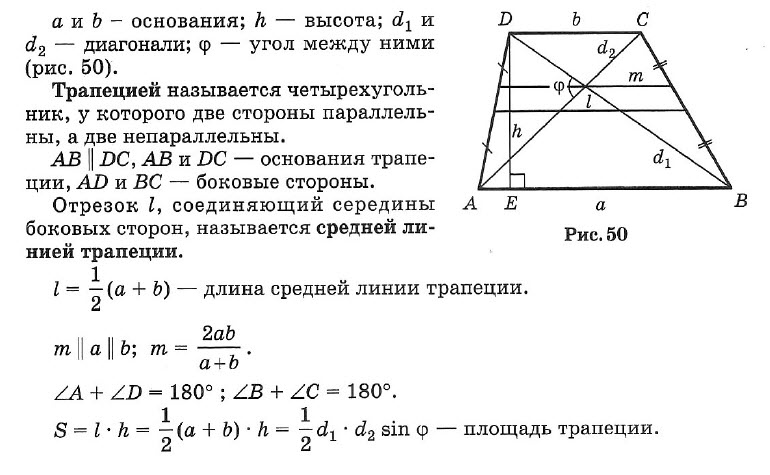 a и b – основания; h — высота; d₁ и
d₂ — диагонали; φ — угол между ними
(рис. 50).
Трапецией называется четырехуголь-
ник, у которого две стороны параллель-
ны, а две непараллельны.
AB ∥ DC, AB и DC — основания трапе-
ции, AD и BC — боковые стороны.
Отрезок l, соединяющий середины
боковых сторон, называется средней ли-
нией трапеции.
l = 1/2 (a + b) — длина средней линии трапеции.
m ∥ a ∥ b; m = 2ab/(a+b).
∠A + ∠D = 180° ; ∠B + ∠C = 180°.
S = l · h = 1/2 (a + b) · h = 1/2 d₁ · d₂ sin φ — площадь трапеции.
D b C
d₂
φ m
l
h
d₁
A E a B
Рис. 50